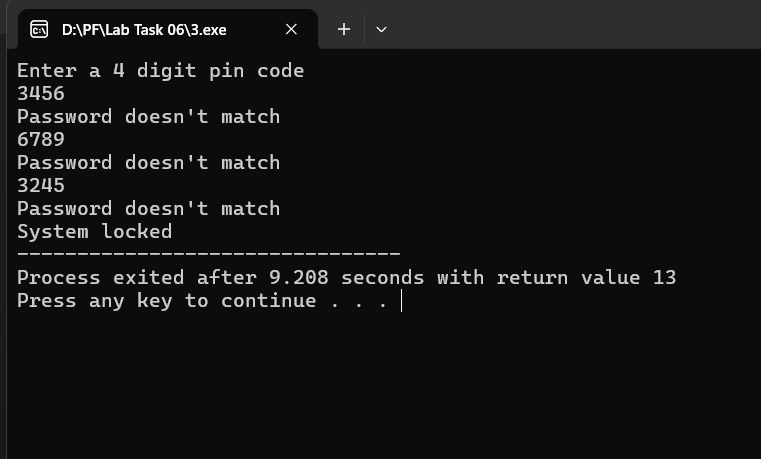 D:\PF\Lab Task 06\3.exe
Enter a 4 digit pin code
3456
Password doesn't match
6789
Password doesn't match
3245
Password doesn't match
System locked
--------------------------------
Process exited after 9.208 seconds with return value 13
Press any key to continue . . .